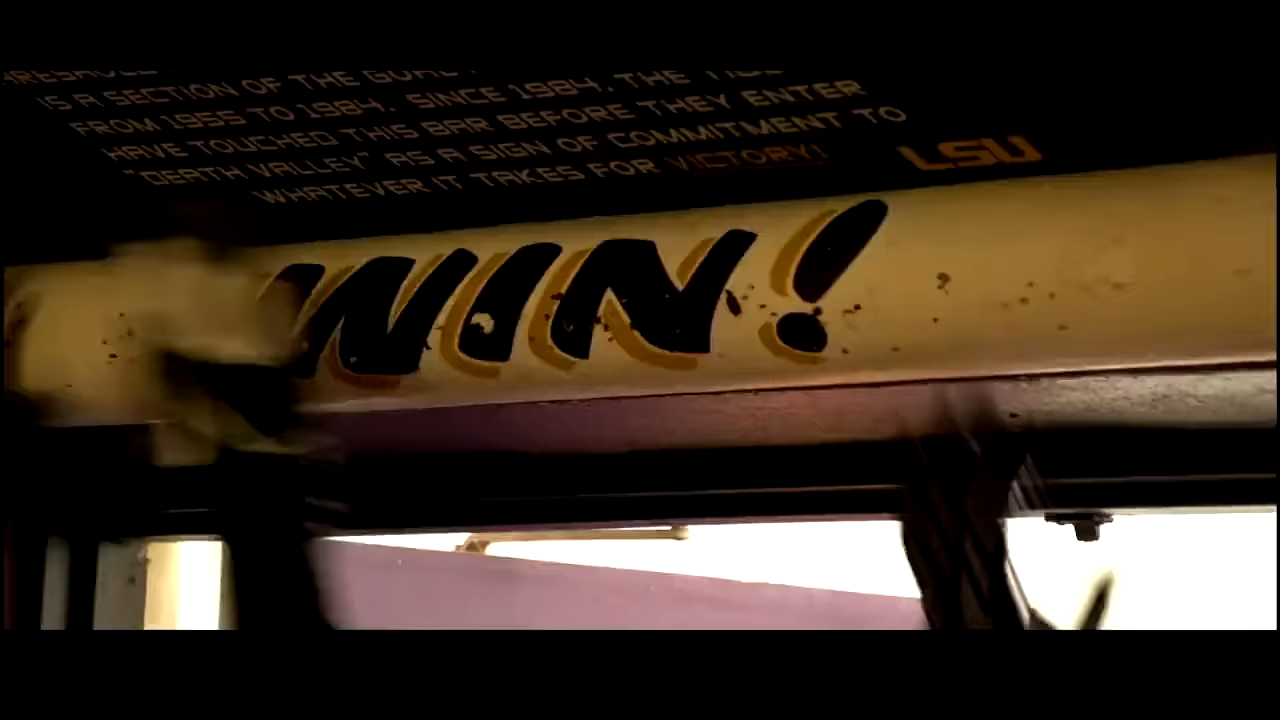 IS A SECTION OF THE GOAL
FROM 1955 TO 1984. SINCE 1984, THE
HAVE TOUCHED THIS BAR BEFORE THEY ENTER
"DEATH VALLEY" AS A SIGN OF COMMITMENT TO
WHATEVER IT TAKES FOR VICTORY!
LSU
WIN!